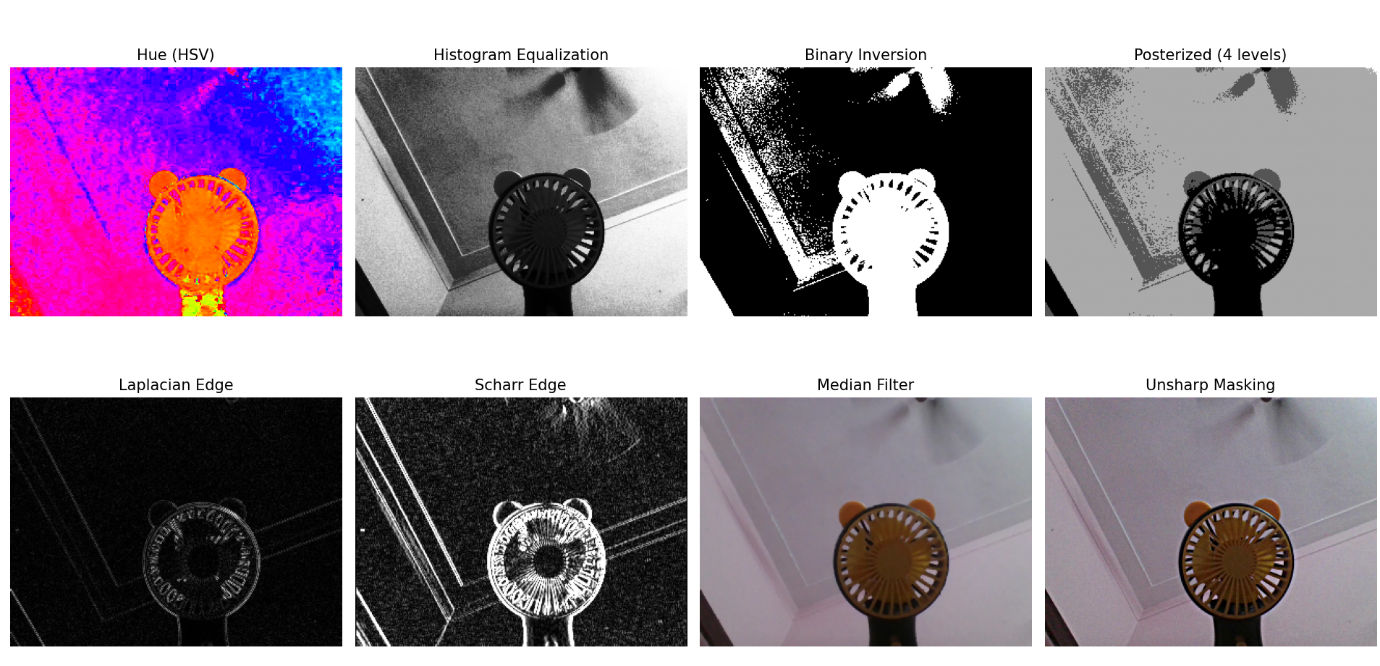 Hue (HSV)
Histogram Equalization
Binary Inversion
Posterized (4 levels)
Laplacian Edge
Scharr Edge
Median Filter
Unsharp Masking